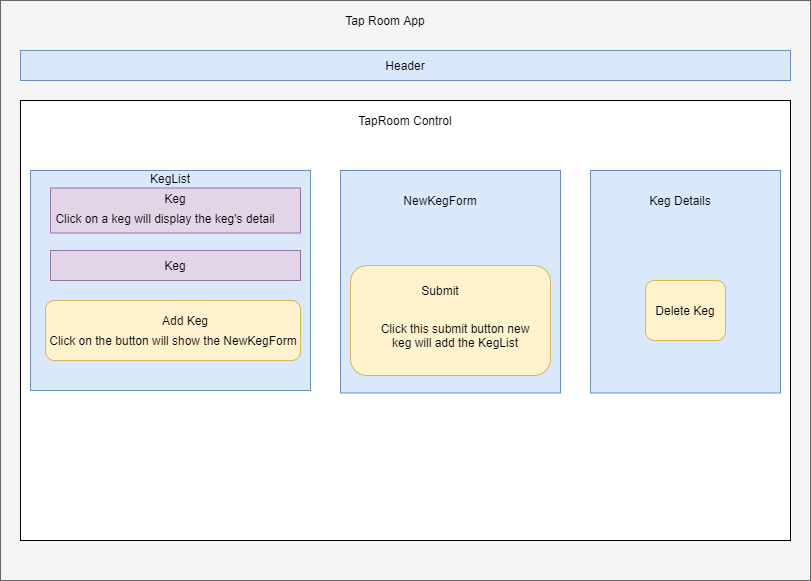 Tap Room App
Header
TapRoom Control
KegList
Keg
Click on a keg will display the keg's detail
Keg
Add Keg
Click on the button will show the NewKegForm
NewKegForm
Submit
Click this submit button new
keg will add the KegList
Keg Details
Delete Keg